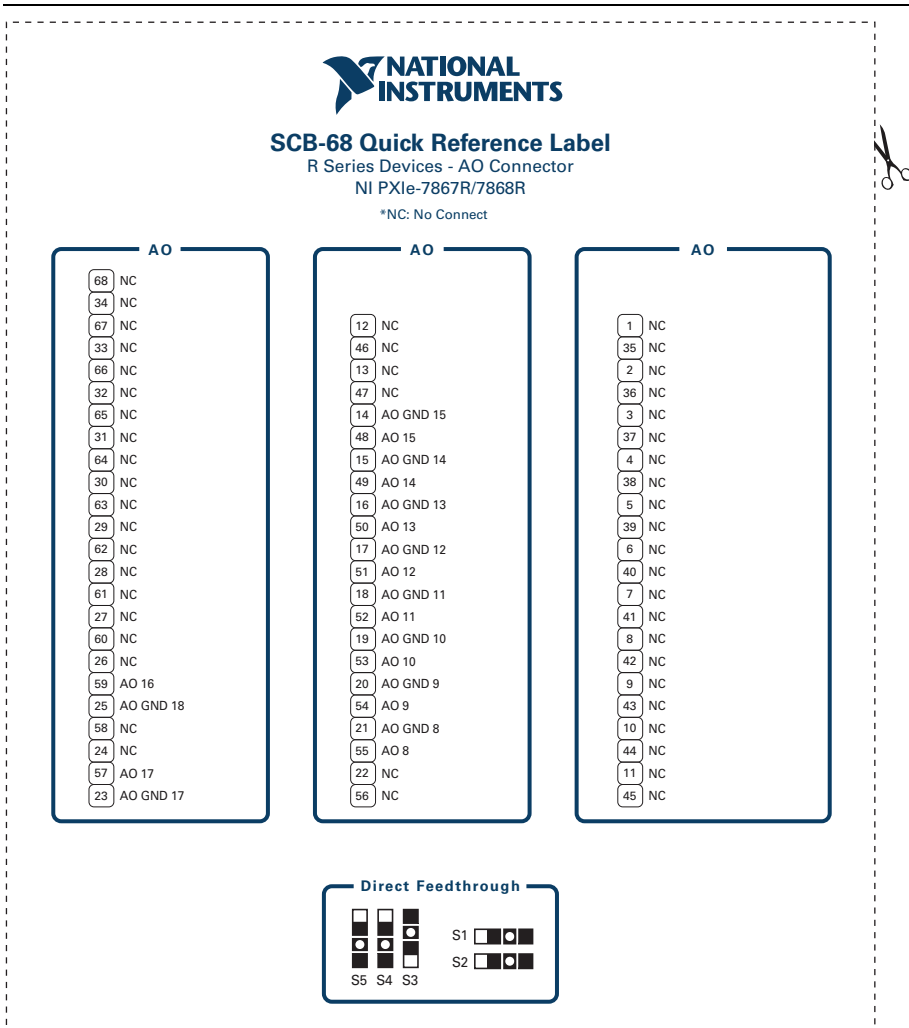 NATIONAL
INSTRUMENTS
SCB-68 Quick Reference Label
R Series Devices - AO Connector
NI PXIe-7867R/7868R
*NC: No Connect
AO
68 NC
34 NC
67 NC
33 NC
66 NC
32 NC
65 NC
31 NC
64 NC
30 NC
63 NC
29 NC
62 NC
28 NC
61 NC
27 NC
60 NC
26 NC
59 AO 16
25 AO GND 18
58 NC
24 NC
57 AO 17
23 AO GND 17
AO
12 NC
46 NC
13 NC
47 NC
14 AO GND 15
48 AO 15
15 AO GND 14
49 AO 14
16 AO GND 13
50 AO 13
17 AO GND 12
51 AO 12
18 AO GND 11
52 AO 11
19 AO GND 10
53 AO 10
20 AO GND 9
54 AO 9
21 AO GND 8
55 AO 8
22 NC
56 NC
AO
1 NC
35 NC
2 NC
36 NC
3 NC
37 NC
4 NC
38 NC
5 NC
39 NC
6 NC
40 NC
7 NC
41 NC
8 NC
42 NC
9 NC
43 NC
10 NC
44 NC
11 NC
45 NC
Direct Feedthrough
S1
S2
S5 S4 S3